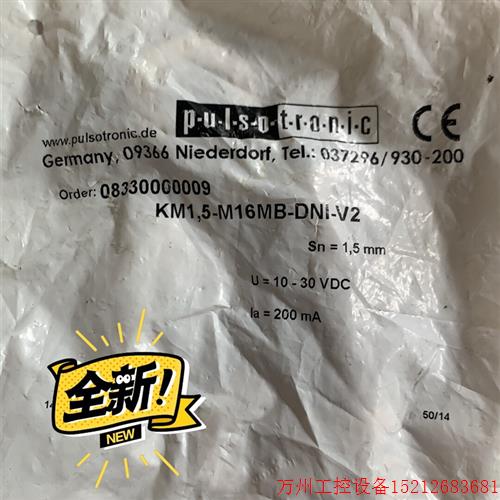 pulsotronic
CE
www.pulsotronic.de
Germany, 09366 Niederdorf, Tel.: 037296/930-200
Order: 08330000009
KM1,5-M16MB-DNI-V2
Sn = 1,5 mm
U = 10 - 30 VDC
Ia = 200 mA
全新!
NEW
50/14
万州工控设备15212683681